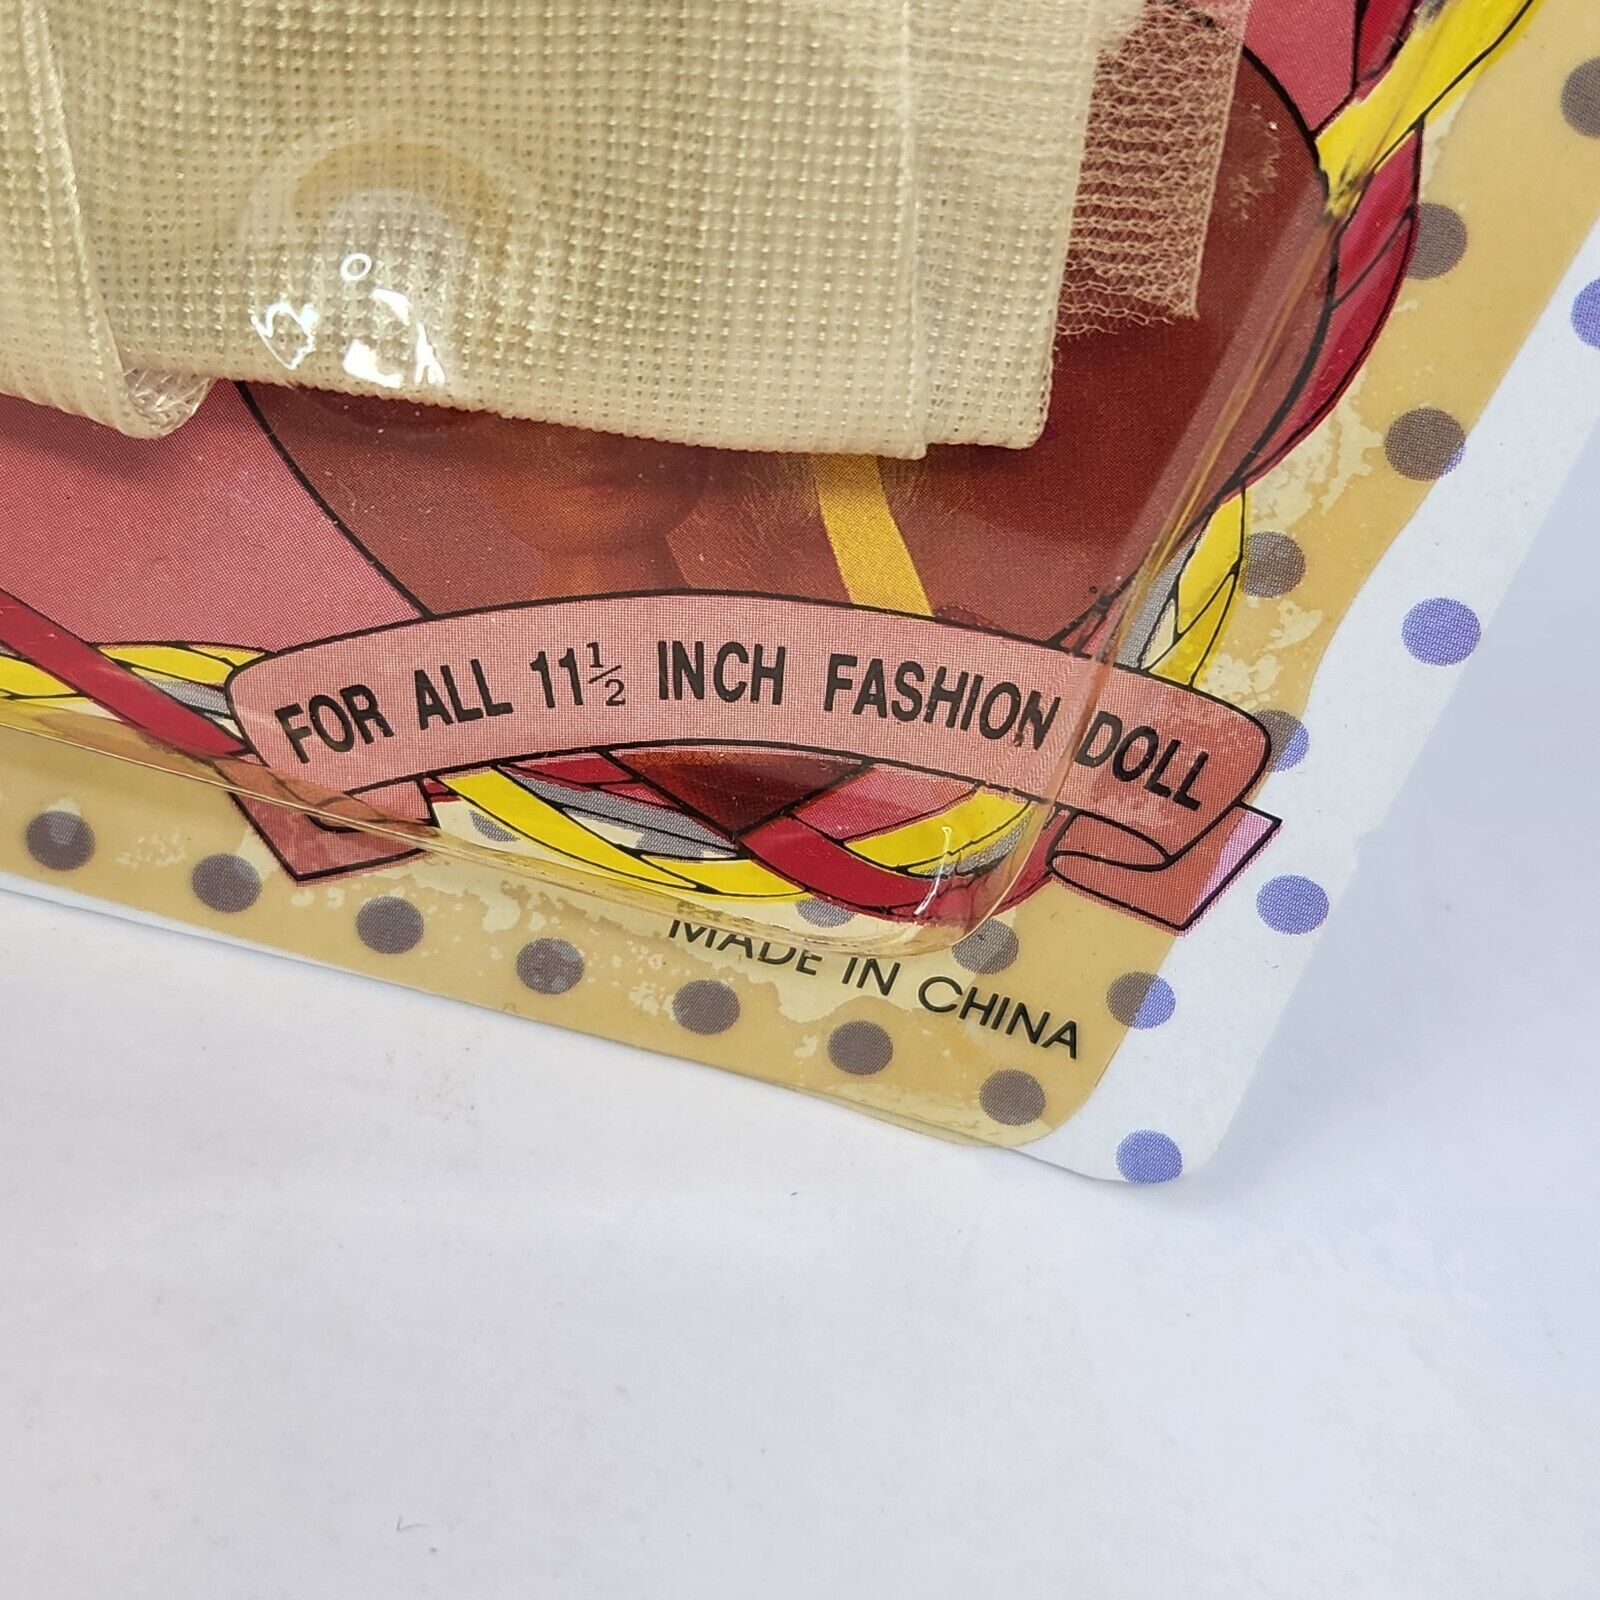 FOR ALL 11½ INCH FASHION DOLL
MADE IN CHINA